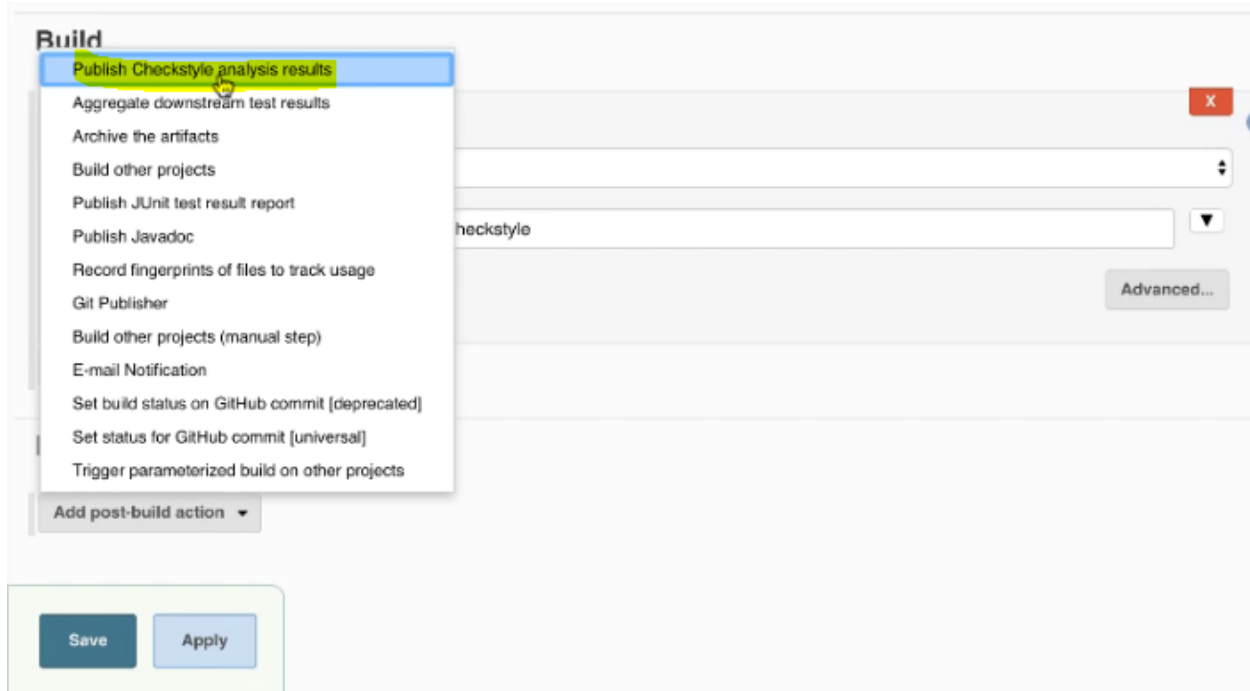 Build
Publish Checkstyle analysis results
Aggregate downstream test results
X
Archive the artifacts
Build other projects
Publish JUnit test result report
heckstyle
Publish Javadoc
Record fingerprints of files to track usage
Advanced...
Git Publisher
Build other projects (manual step)
E-mail Notification
Set build status on GitHub commit [deprecated]
Set status for GitHub commit [universal]
Trigger parameterized build on other projects
Add post-build action
Save
Apply